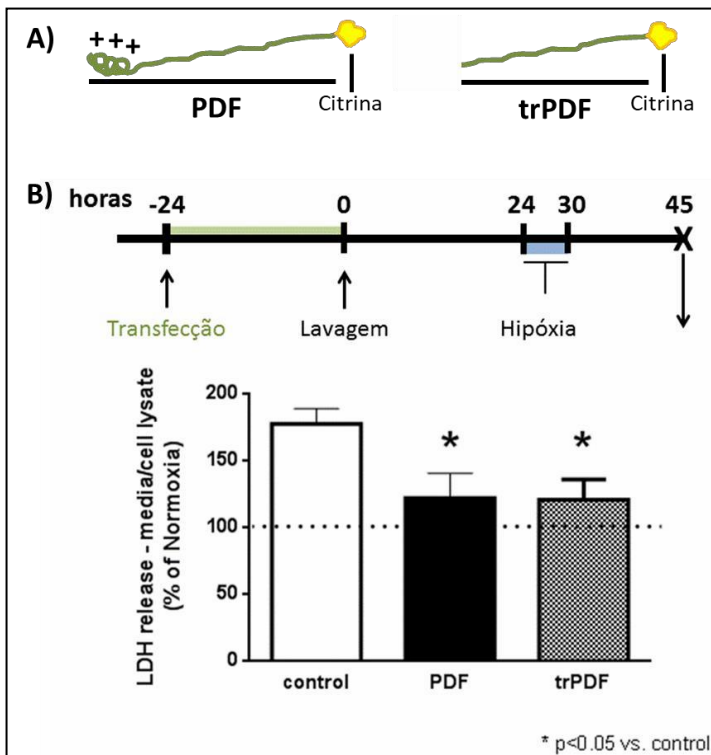 A)
+ + +
PDF
Citrina
trPDF
Citrina
B) horas -24 0 24 30 45
X
Transfecção Lavagem Hipóxia
LDH release - media/cell lysate
(% of Normoxia)
200
150
100
50
0
* *
control PDF trPDF
* p<0.05 vs. control